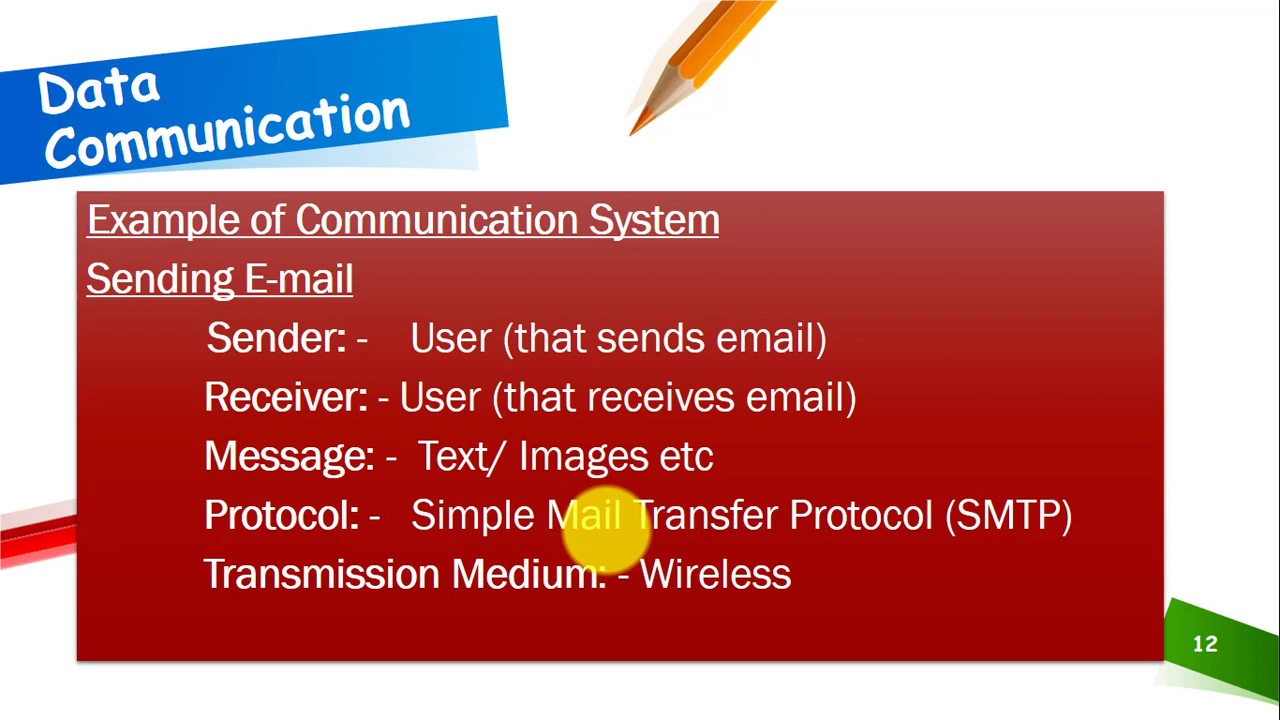 Data
Communication
Example of Communication System
Sending E-mail
Sender: - User (that sends email)
Receiver: - User (that receives email)
Message: - Text/ Images etc
Protocol: - Simple Mail Transfer Protocol (SMTP)
Transmission Medium: - Wireless
12